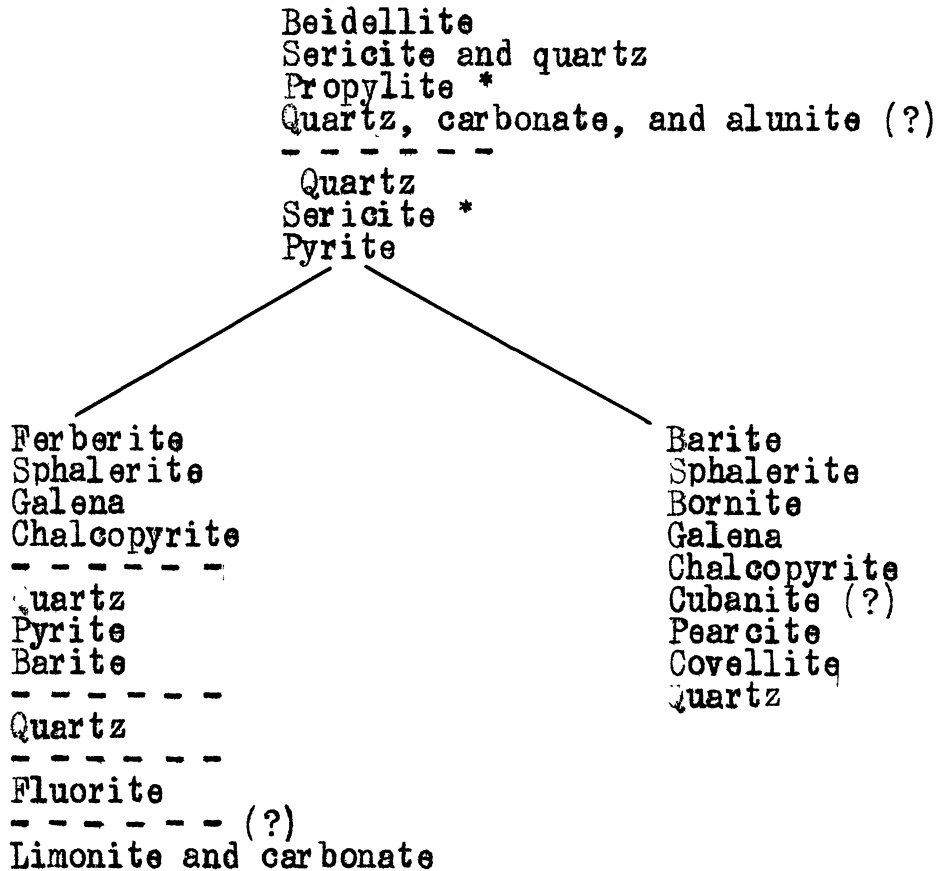 Beidellite
Sericite and quartz
Propylite *
Quartz, carbonate, and alunite (?)
- - - - - -
Quartz
Sericite *
Pyrite
Ferberite
Sphalerite
Galena
Chalcopyrite
- - - - - -
Quartz
Pyrite
Barite
- - - - - -
Quartz
- - - - - -
Fluorite
- - - - - - (?)
Limonite and carbonate
Barite
Sphalerite
Bornite
Galena
Chalcopyrite
Cubanite (?)
Pearcite
Covellite
Quartz